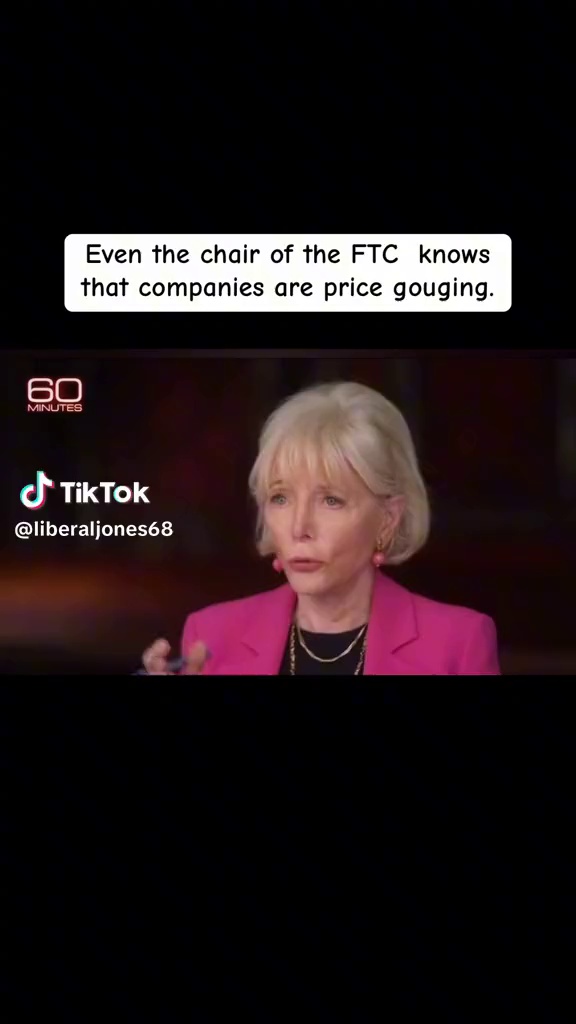 Even the chair of the FTC knows
that companies are price gouging.
60
MINUTES
TikTok
@liberaljones68